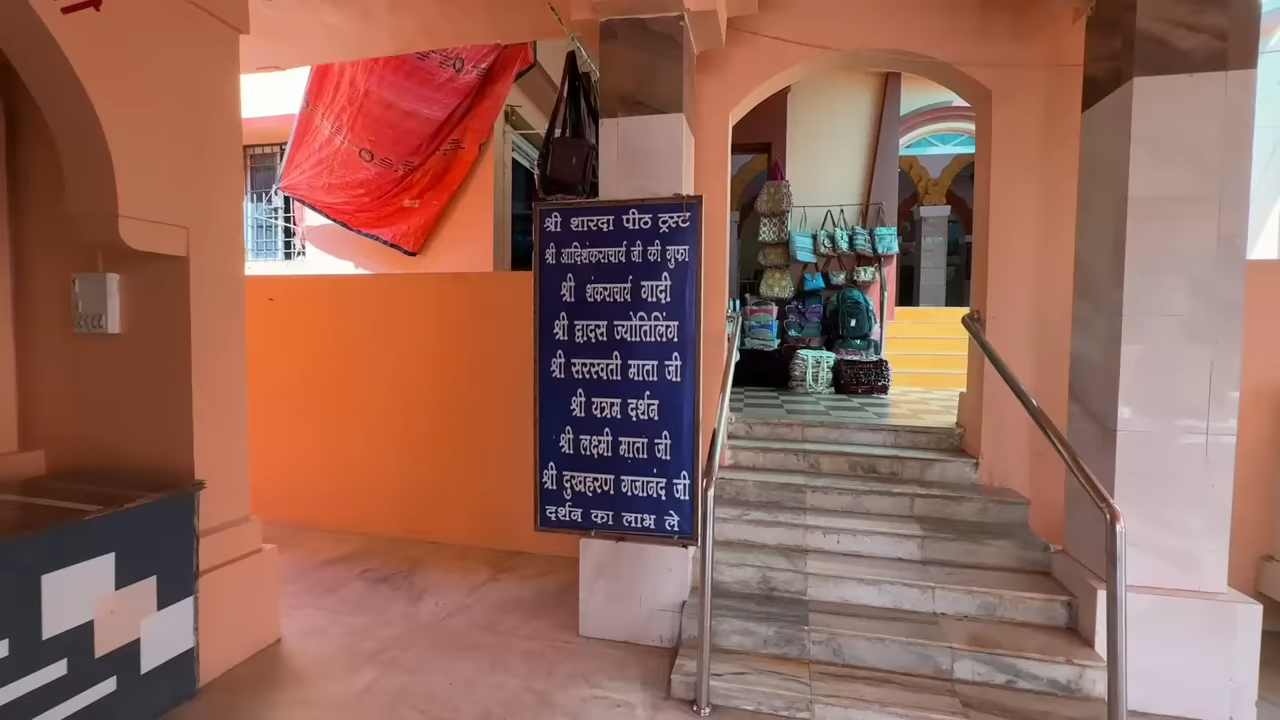 श्री शारदा पीठ ट्रस्ट
श्री आदिशंकराचार्य जी की गुफा
श्री शंकराचार्य गादी
श्री द्वादस ज्योतिलिंग
श्री सरस्वती माता जी
श्री यत्रम दर्शन
श्री लक्ष्मी माता जी
श्री दुखहरण गजानंद जी
दर्शन का लाभ ले